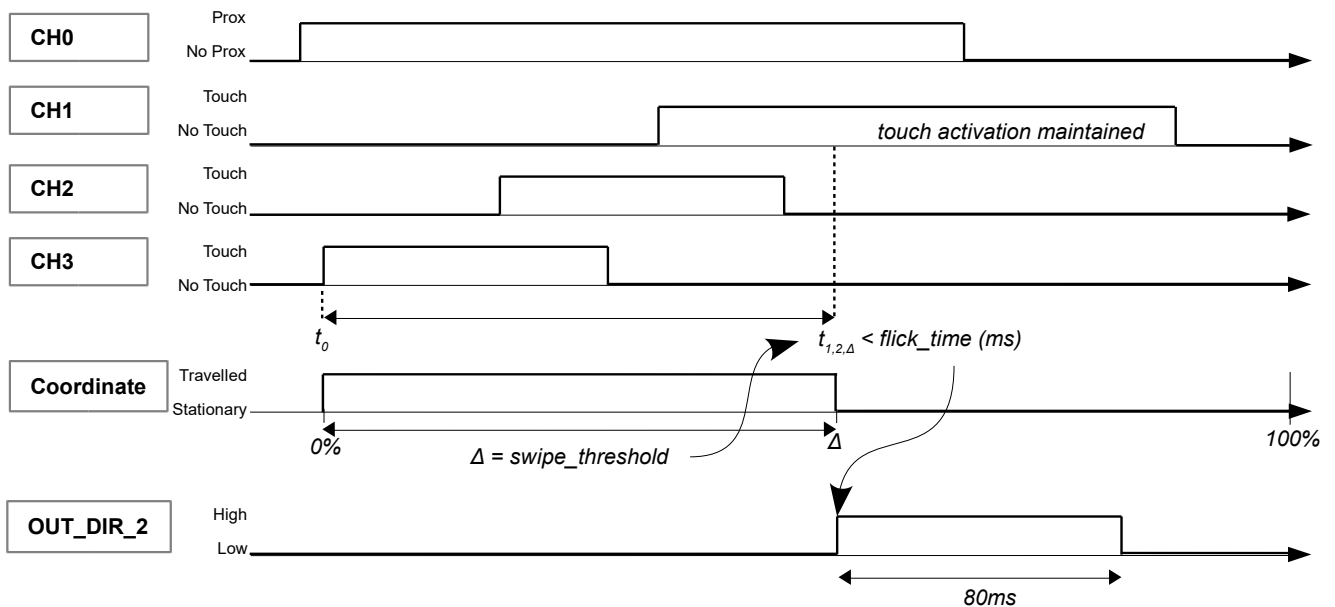 CH0
Prox
No Prox
CH1
Touch
No Touch
touch activation maintained
CH2
Touch
No Touch
CH3
Touch
No Touch
t0
t1,2,Δ < flick_time (ms)
Coordinate
Travelled
Stationary
0%
Δ = swipe_threshold
Δ
100%
OUT_DIR_2
High
Low
80ms